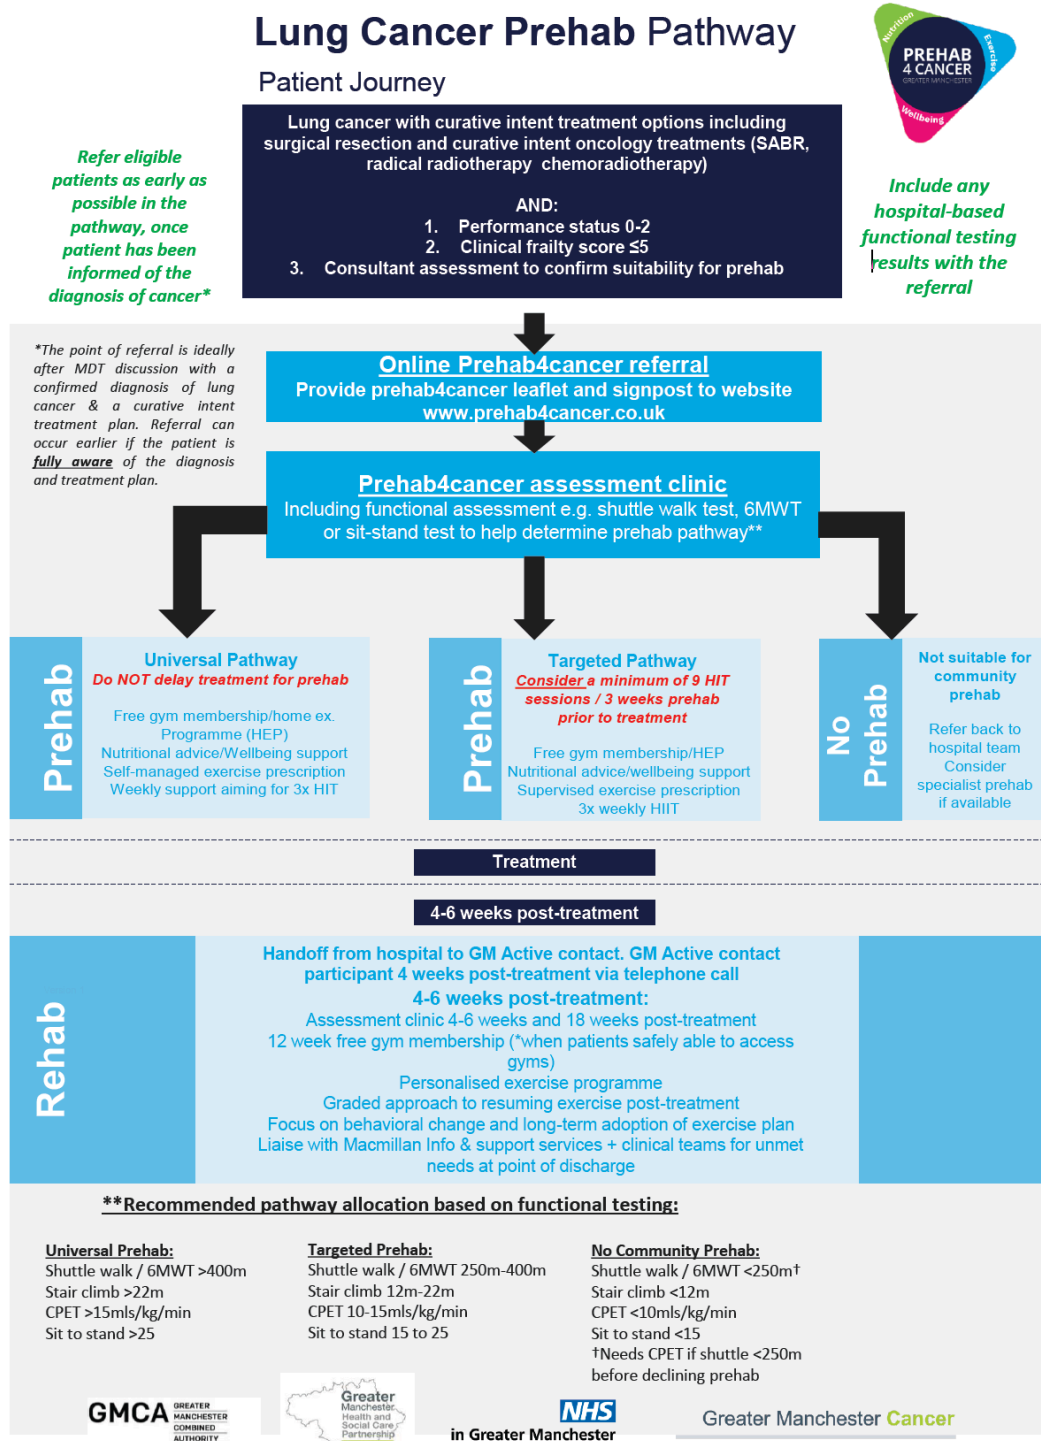 Lung Cancer Prehab Pathway
Patient Journey
Nutrition
Exercise
PREHAB
4 CANCER
GREATER MANCHESTER
Wellbeing
Lung cancer with curative intent treatment options including
surgical resection and curative intent oncology treatments (SABR,
radical radiotherapy chemoradiotherapy)
AND:
1. Performance status 0-2
2. Clinical frailty score ≤5
3. Consultant assessment to confirm suitability for prehab
Refer eligible
patients as early as
possible in the
pathway, once
patient has been
informed of the
diagnosis of cancer*
Include any
hospital-based
functional testing
results with the
referral
*The point of referral is ideally
after MDT discussion with a
confirmed diagnosis of lung
cancer & a curative intent
treatment plan. Referral can
occur earlier if the patient is
fully aware of the diagnosis
and treatment plan.
Online Prehab4cancer referral
Provide prehab4cancer leaflet and signpost to website
www.prehab4cancer.co.uk
Prehab4cancer assessment clinic
Including functional assessment e.g. shuttle walk test, 6MWT
or sit-stand test to help determine prehab pathway**
Prehab
Universal Pathway
Do NOT delay treatment for prehab
Free gym membership/home ex.
Programme (HEP)
Nutritional advice/Wellbeing support
Self-managed exercise prescription
Weekly support aiming for 3x HIT
Prehab
Targeted Pathway
Consider a minimum of 9 HIT
sessions / 3 weeks prehab
prior to treatment
Free gym membership/HEP
Nutritional advice/wellbeing support
Supervised exercise prescription
3x weekly HIIT
No
Prehab
Not suitable for
community
prehab
Refer back to
hospital team
Consider
specialist prehab
if available
Treatment
4-6 weeks post-treatment
Rehab
Handoff from hospital to GM Active contact. GM Active contact
participant 4 weeks post-treatment via telephone call
4-6 weeks post-treatment:
Assessment clinic 4-6 weeks and 18 weeks post-treatment
12 week free gym membership (*when patients safely able to access
gyms)
Personalised exercise programme
Graded approach to resuming exercise post-treatment
Focus on behavioral change and long-term adoption of exercise plan
Liaise with Macmillan Info & support services + clinical teams for unmet
needs at point of discharge
**Recommended pathway allocation based on functional testing:
Universal Prehab:
Shuttle walk / 6MWT >400m
Stair climb >22m
CPET >15mls/kg/min
Sit to stand >25
Targeted Prehab:
Shuttle walk / 6MWT 250m-400m
Stair climb 12m-22m
CPET 10-15mls/kg/min
Sit to stand 15 to 25
No Community Prehab:
Shuttle walk / 6MWT <250m†
Stair climb <12m
CPET <10mls/kg/min
Sit to stand <15
†Needs CPET if shuttle <250m
before declining prehab
GMCA
GREATER
MANCHESTER
COMBINED
AUTHORITY
Greater
Manchester
Health and
Social Care
Partnership
NHS
in Greater Manchester
Greater Manchester Cancer